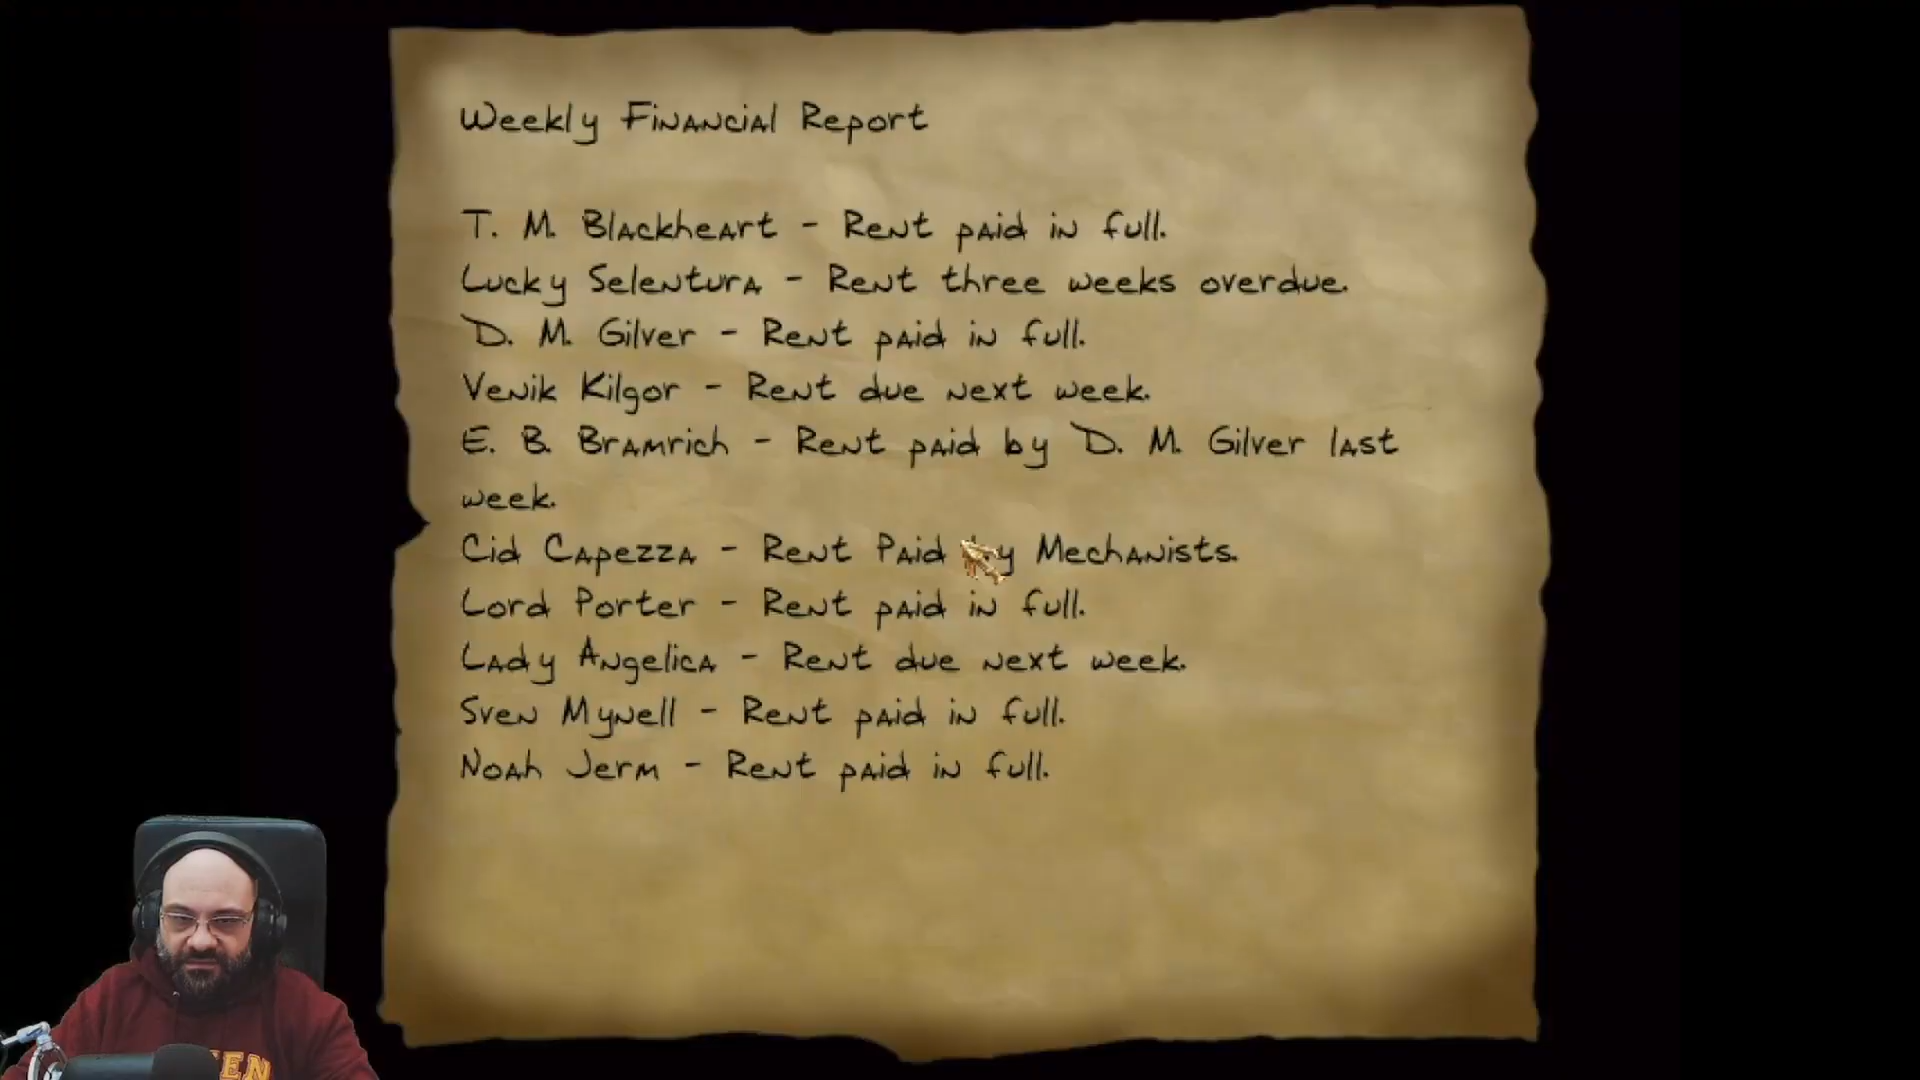 Weekly Financial Report
T. M. Blackheart - Rent paid in full.
Lucky Selentura - Rent three weeks overdue.
D. M. Gilver - Rent paid in full.
Venik Kilgor - Rent due next week.
E. B. Bramrich - Rent paid by D. M. Gilver last
week.
Cid Capezza - Rent Paid Mechanists.
Lord Porter - Rent paid in full.
Lady Angelica - Rent due next week.
Sven Mynell - Rent paid in full.
Noah Jerm - Rent paid in full.